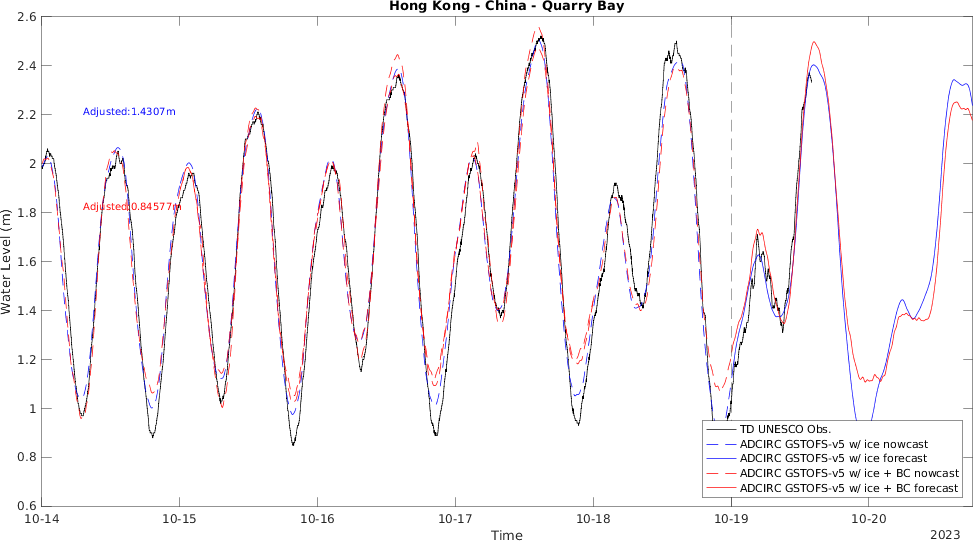 Hong Kong - China - Quarry Bay
2.6
2.4
2.2
2
1.8
1.6
1.4
1.2
1
0.8
0.6
Water Level (m)
Adjusted:1.4307m
Adjusted:0.84577m
TD UNESCO Obs.
ADCIRC GSTOFS-v5 w/ ice nowcast
ADCIRC GSTOFS-v5 w/ ice forecast
ADCIRC GSTOFS-v5 w/ ice + BC nowcast
ADCIRC GSTOFS-v5 w/ ice + BC forecast
10-14 10-15 10-16 10-17 10-18 10-19 10-20
Time
2023